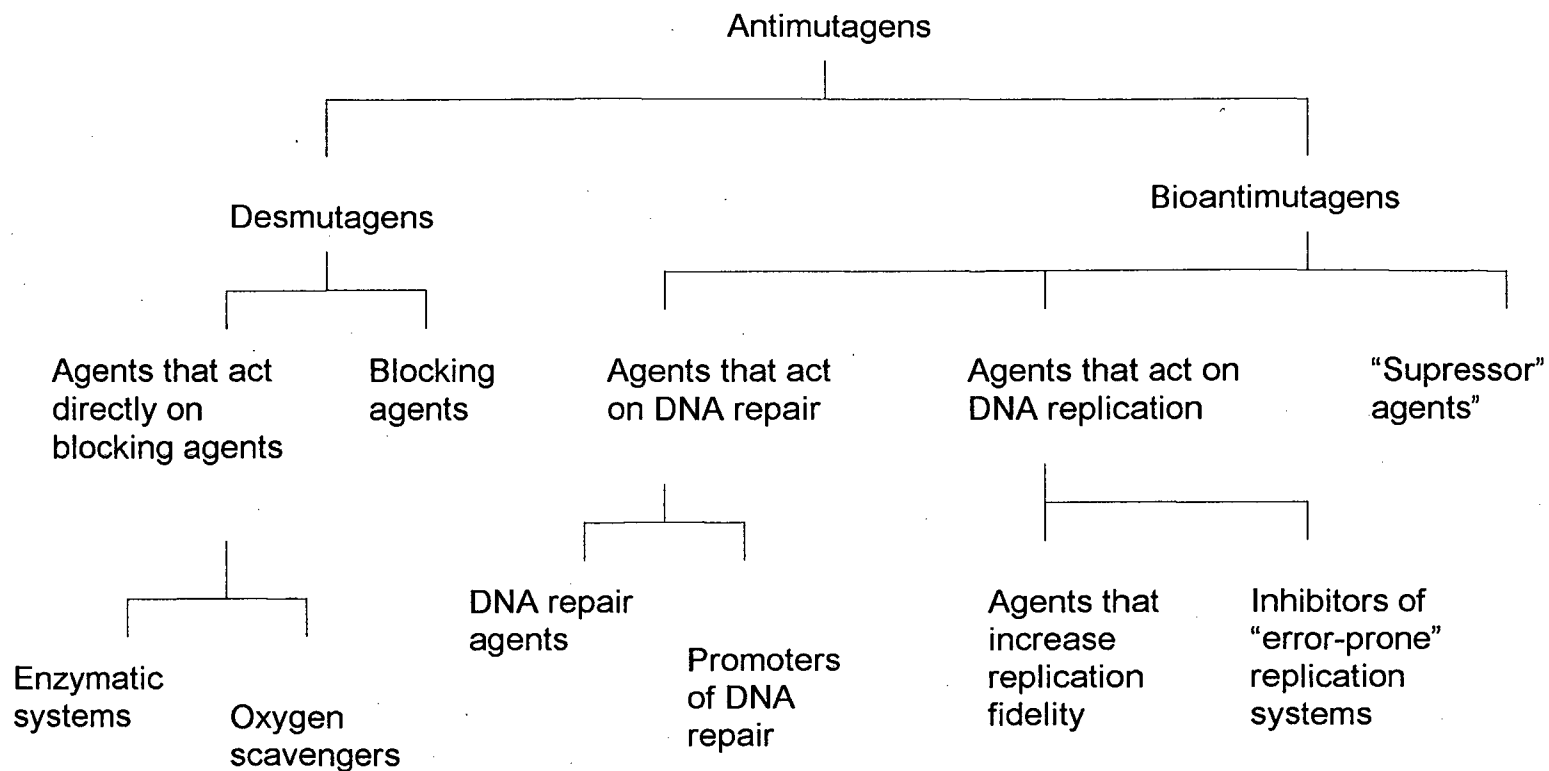 Antimutagens
Desmutagens
Bioantimutagens
Agents that act
directly on
blocking agents
Blocking
agents
Agents that act
on DNA repair
Agents that act on
DNA replication
“Supressor”
agents”
Enzymatic
systems
Oxygen
scavengers
DNA repair
agents
Promoters
of DNA
repair
Agents that
increase
replication
fidelity
Inhibitors of
“error-prone”
replication
systems